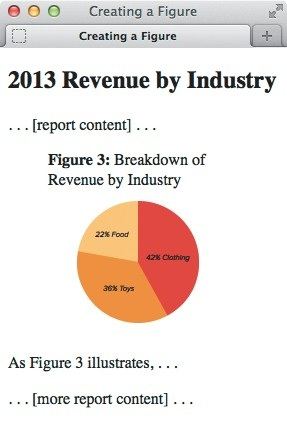 Creating a Figure
Creating a Figure
2013 Revenue by Industry
. . . [report content] . . .
Figure 3: Breakdown of
Revenue by Industry
22% Food
42% Clothing
36% Toys
As Figure 3 illustrates, . . .
. . . [more report content] . . .